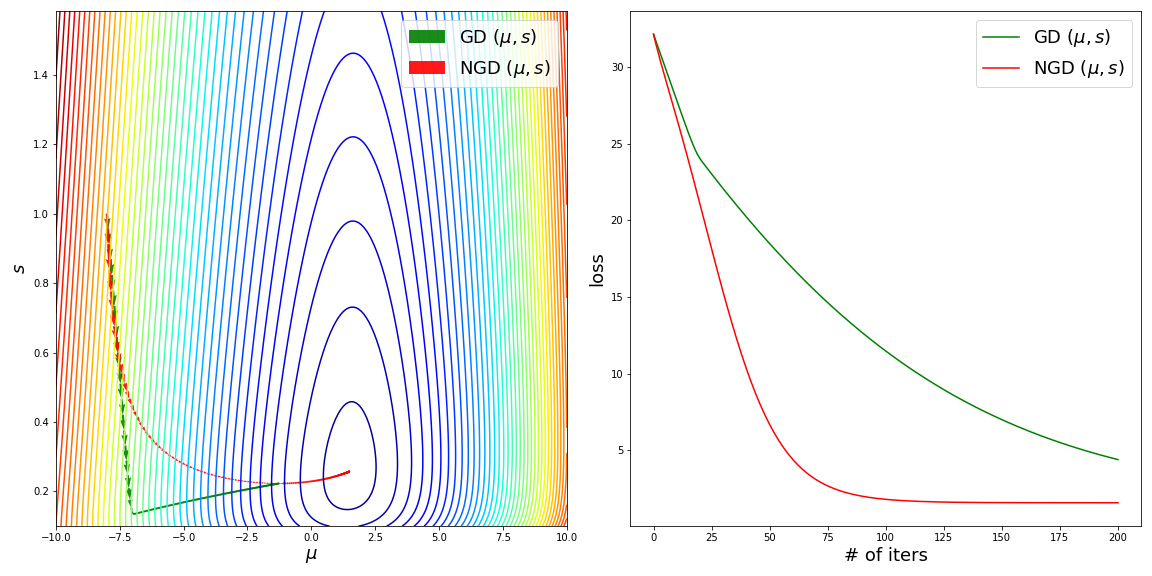 GD (μ, s)
NGD (μ, s)
1.4
1.2
1.0
0.8
0.6
0.4
0.2
s
−10.0 −7.5 −5.0 −2.5 0.0 2.5 5.0 7.5 10.0
μ
GD (μ, s)
NGD (μ, s)
30
25
20
15
10
5
loss
0 25 50 75 100 125 150 175 200
# of iters